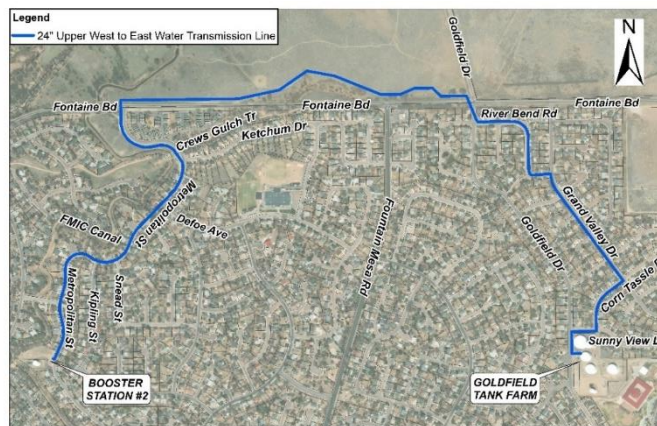 Legend
24" Upper West to East Water Transmission Line
N
Goldfield Dr
Fontaine Bd
Fontaine Bd
River Bend Rd
Fontaine Bd
Crews Gulch Tr
Ketchum Dr
Metropolitan St
Defoe Ave
FMIC Canal
Fountain Mesa Rd
Goldfield Dr
Grand Valley Dr
Metropolitan St
Kipling St
Snead St
Corn Tassle
Sunny View L
BOOSTER
STATION #2
GOLDFIELD
TANK FARM